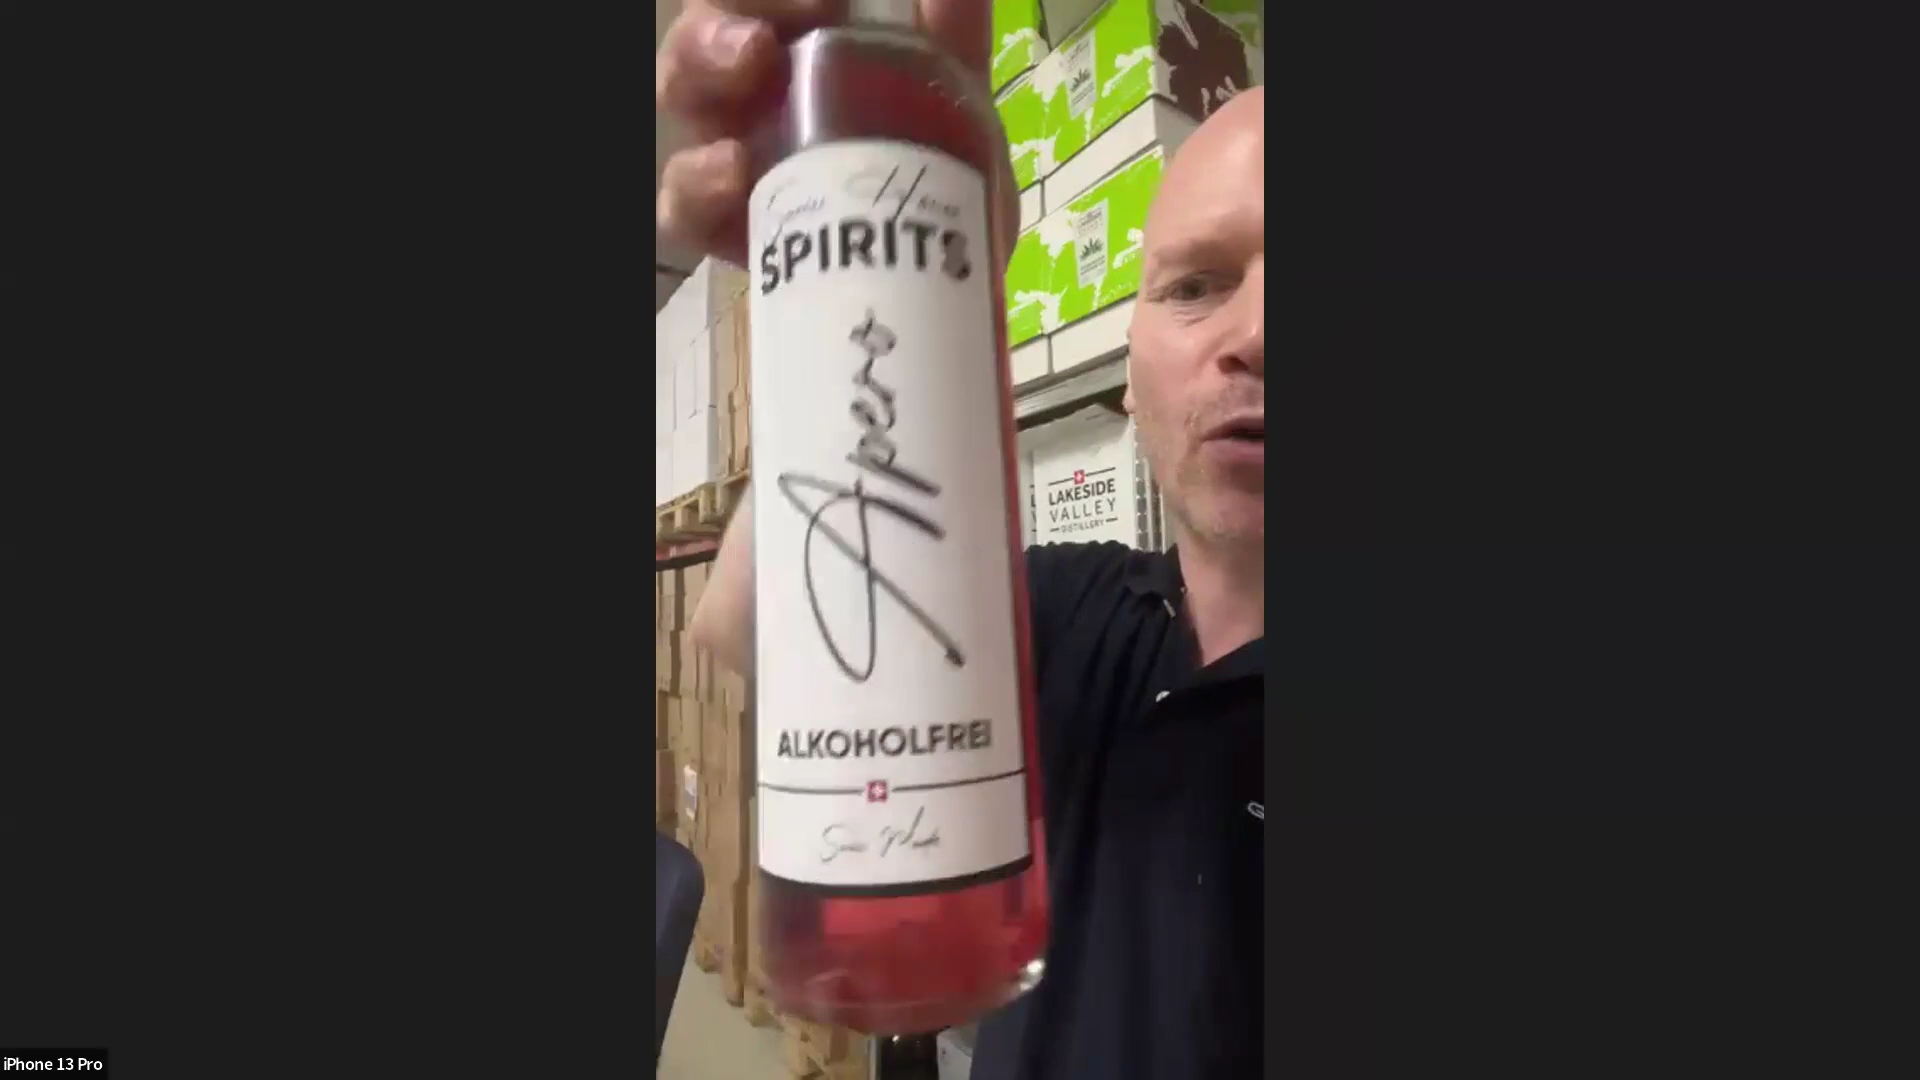 SPIRITS
Apero
ALKOHOLFREI
LAKESIDE
VALLEY
DISTILLERY
iPhone 13 Pro